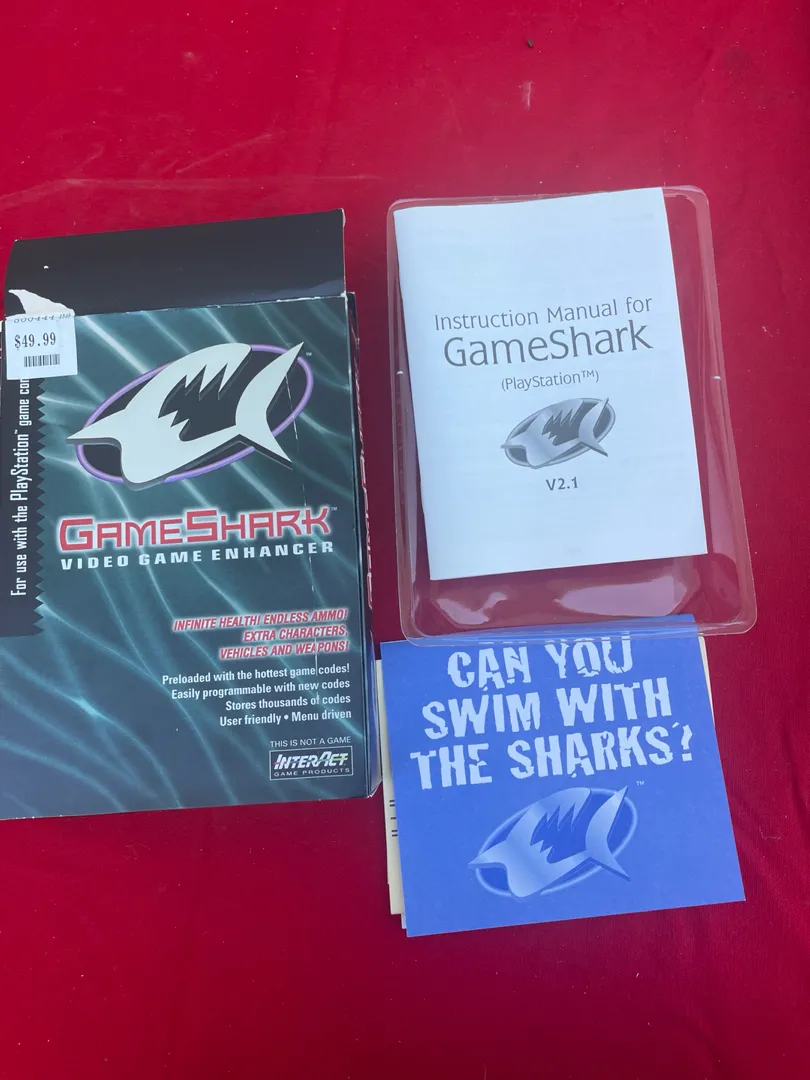 $49.99
For use with the PlayStation™ game con
GAMESHARK™
VIDEO GAME ENHANCER
INFINITE HEALTH! ENDLESS AMMO!
EXTRA CHARACTERS,
VEHICLES AND WEAPONS!
Preloaded with the hottest game codes!
Easily programmable with new codes
Stores thousands of codes
User friendly • Menu driven
THIS IS NOT A GAME
INTERACT
GAME PRODUCTS
Instruction Manual for
GameShark
(PlayStation™)
V2.1
CAN YOU
SWIM WITH
THE SHARKS?
™